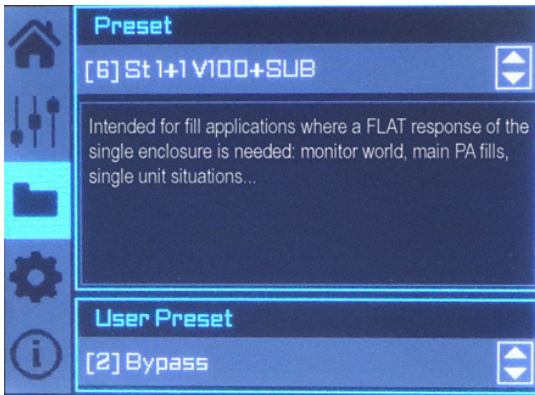 Preset
[6] St 1+1 V100+SUB
Intended for fill applications where a FLAT response of the
single enclosure is needed: monitor world, main PA fills,
single unit situations...
User Preset
[2] Bypass